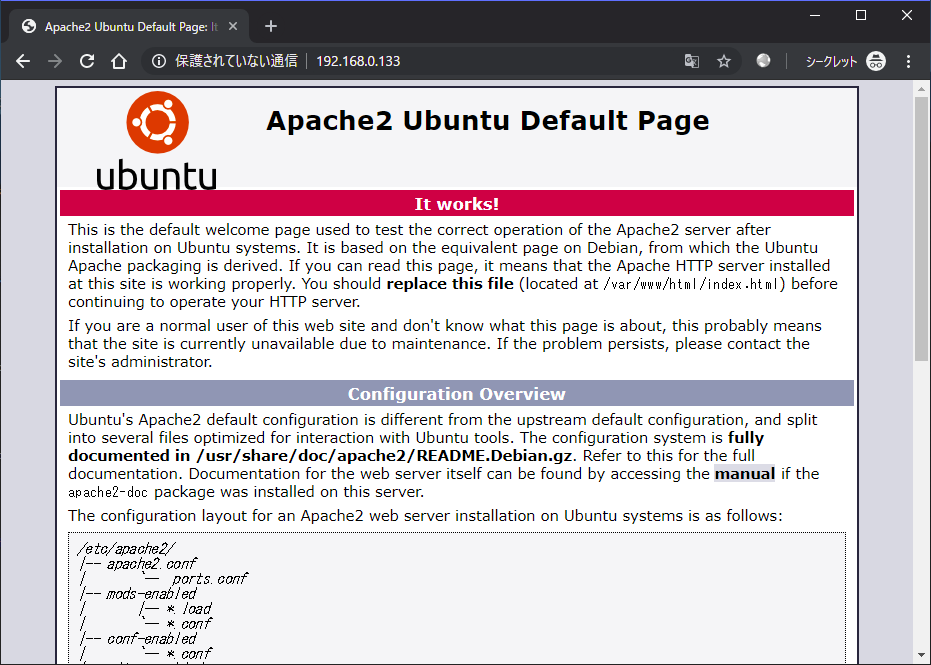 Apache2 Ubuntu Default Page: It
保護されていない通信 192.168.0.133 シークレット
Apache2 Ubuntu Default Page
ubuntu
It works!
This is the default welcome page used to test the correct operation of the Apache2 server after
installation on Ubuntu systems. It is based on the equivalent page on Debian, from which the Ubuntu
Apache packaging is derived. If you can read this page, it means that the Apache HTTP server installed
at this site is working properly. You should replace this file (located at /var/www/html/index.html) before
continuing to operate your HTTP server.
If you are a normal user of this web site and don't know what this page is about, this probably means
that the site is currently unavailable due to maintenance. If the problem persists, please contact the
site's administrator.
Configuration Overview
Ubuntu's Apache2 default configuration is different from the upstream default configuration, and split
into several files optimized for interaction with Ubuntu tools. The configuration system is fully
documented in /usr/share/doc/apache2/README.Debian.gz. Refer to this for the full
documentation. Documentation for the web server itself can be found by accessing the manual if the
apache2-doc package was installed on this server.
The configuration layout for an Apache2 web server installation on Ubuntu systems is as follows:
/etc/apache2/
|-- apache2.conf
|       `--  ports.conf
|-- mods-enabled
|       |-- *.load
|       `-- *.conf
|-- conf-enabled
|       `-- *.conf